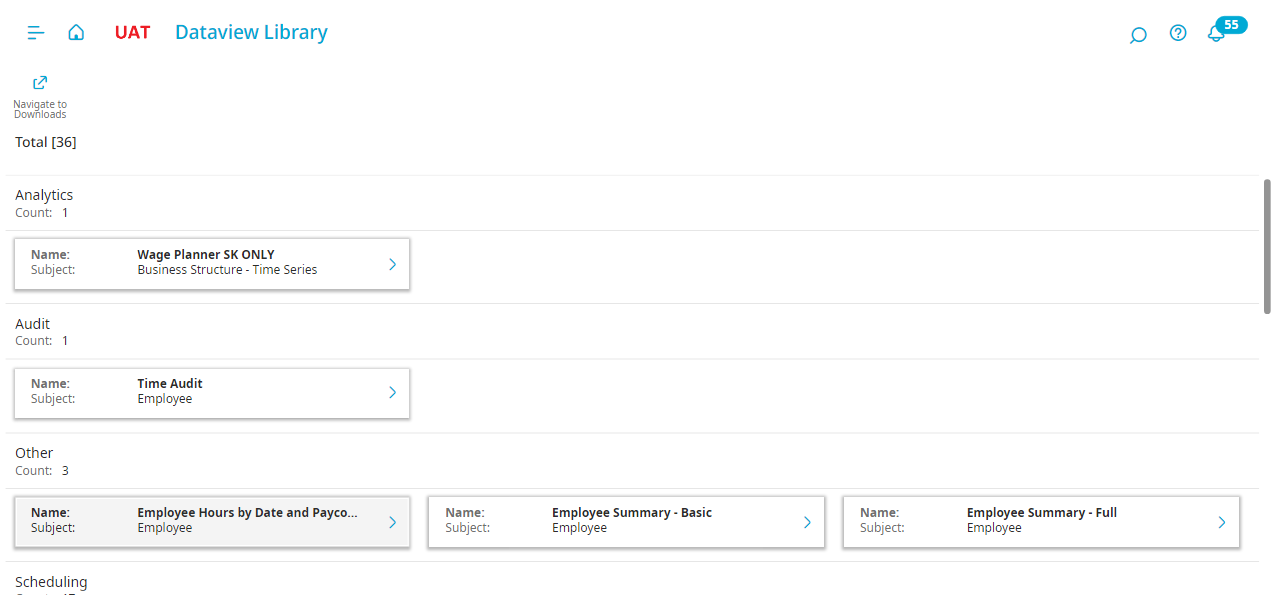 UAT Dataview Library 55
Navigate to
Downloads
Total [36]
Analytics
Count: 1
Name: Wage Planner SK ONLY
Subject: Business Structure - Time Series
Audit
Count: 1
Name: Time Audit
Subject: Employee
Other
Count: 3
Name: Employee Hours by Date and Payco...
Subject: Employee
Name: Employee Summary - Basic
Subject: Employee
Name: Employee Summary - Full
Subject: Employee
Scheduling